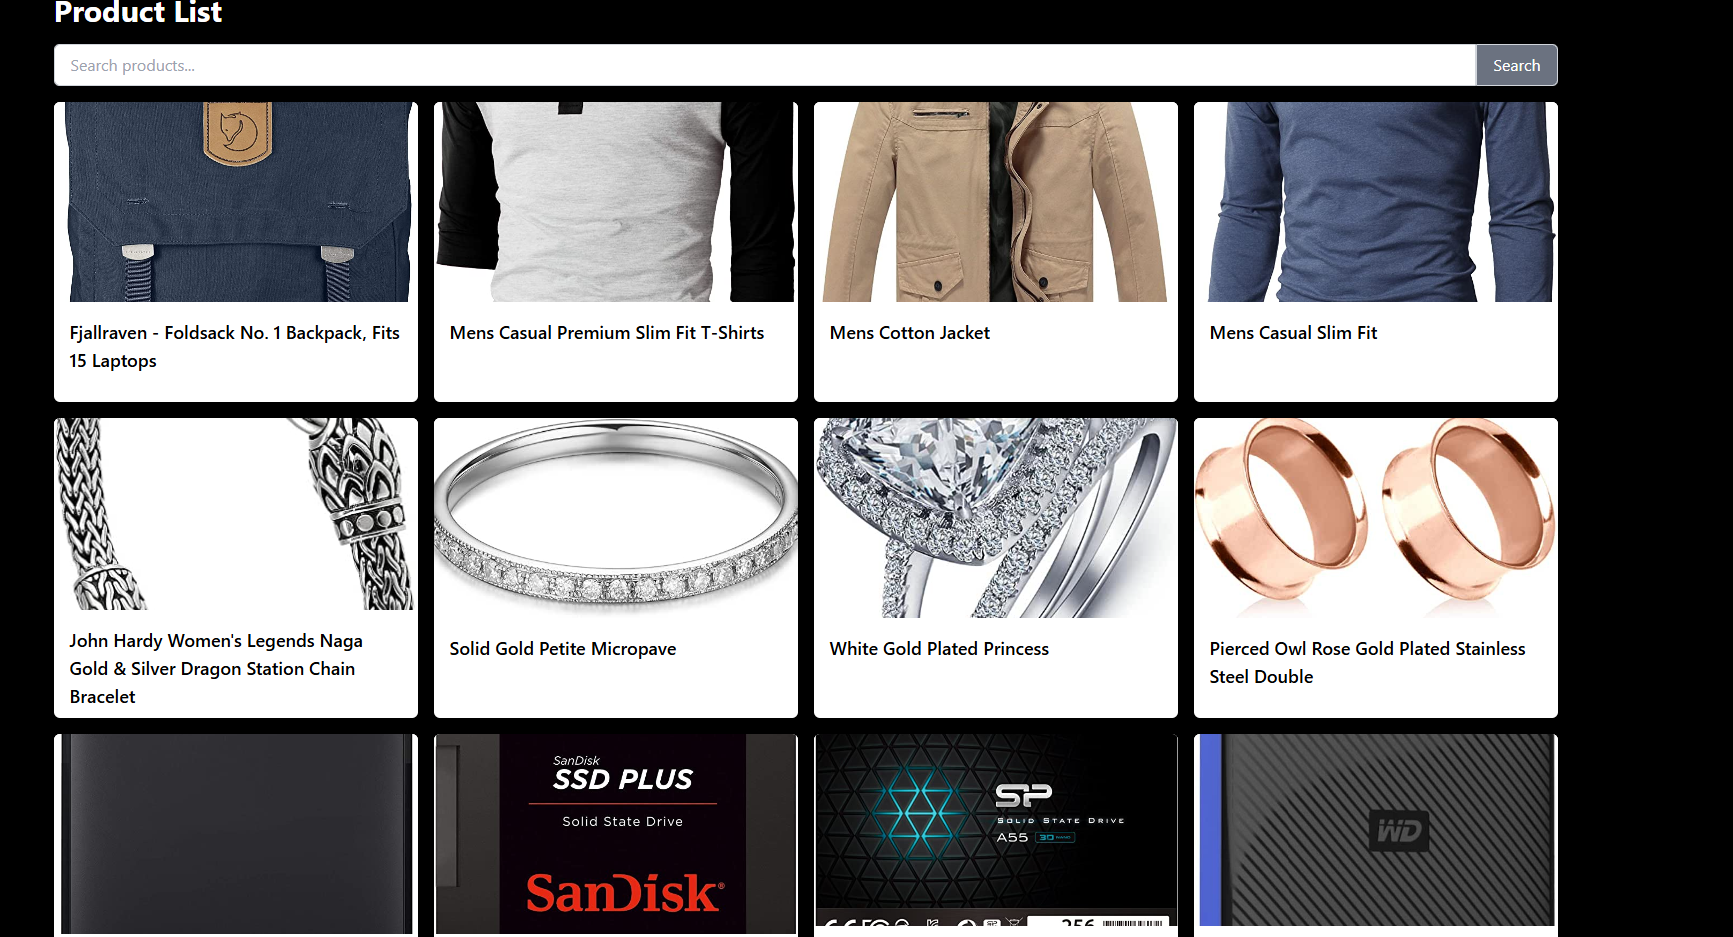 Product List
Search products...
Search
Fjallraven - Foldsack No. 1 Backpack, Fits
15 Laptops
Mens Casual Premium Slim Fit T-Shirts
Mens Cotton Jacket
Mens Casual Slim Fit
John Hardy Women's Legends Naga
Gold & Silver Dragon Station Chain
Bracelet
Solid Gold Petite Micropave
White Gold Plated Princess
Pierced Owl Rose Gold Plated Stainless
Steel Double
SanDisk
SSD PLUS
Solid State Drive
SanDisk®
SP
SOLID STATE DRIVE
A55
WD